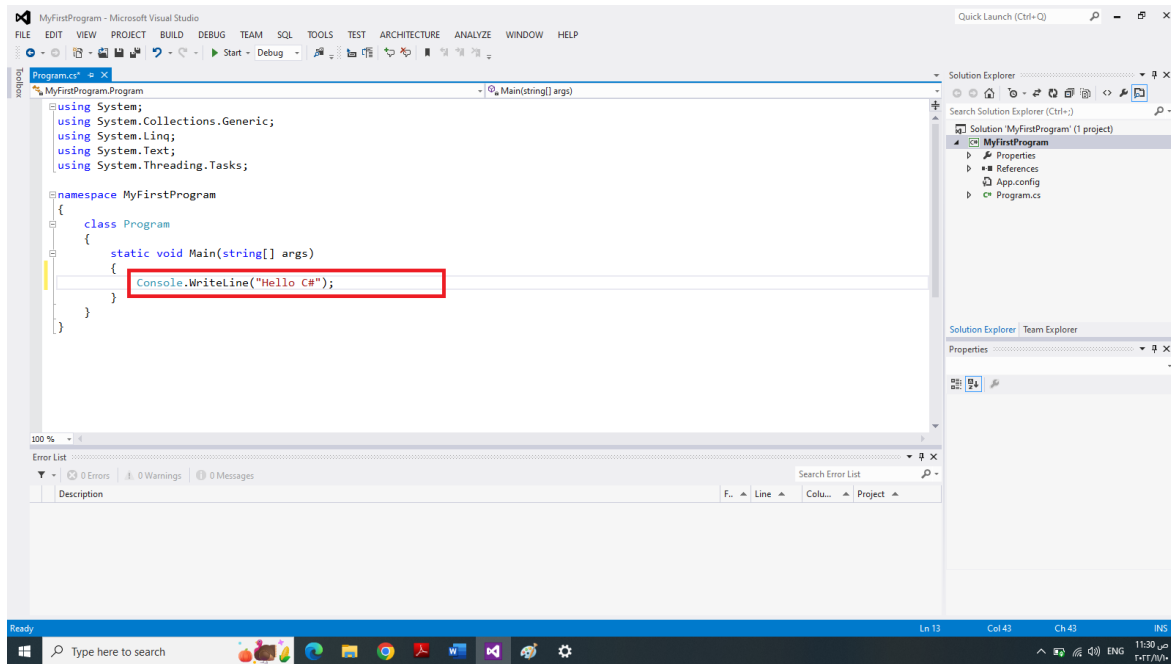 MyFirstProgram - Microsoft Visual Studio
Quick Launch (Ctrl+Q)
FILE EDIT VIEW PROJECT BUILD DEBUG TEAM SQL TOOLS TEST ARCHITECTURE ANALYZE WINDOW HELP
Start - Debug
Toolbox
Program.cs*
MyFirstProgram.Program
Main(string[] args)
using System;
using System.Collections.Generic;
using System.Linq;
using System.Text;
using System.Threading.Tasks;
namespace MyFirstProgram
{
class Program
{
static void Main(string[] args)
{
Console.WriteLine("Hello C#");
}
}
}
100 %
Solution Explorer
Search Solution Explorer (Ctrl+;)
Solution 'MyFirstProgram' (1 project)
C# MyFirstProgram
Properties
References
App.config
C# Program.cs
Solution Explorer Team Explorer
Properties
Error List
0 Errors 0 Warnings 0 Messages
Search Error List
Description F.. Line Colu... Project
Ready Ln 13 Col 43 Ch 43 INS
Type here to search
ENG
11:30 ص